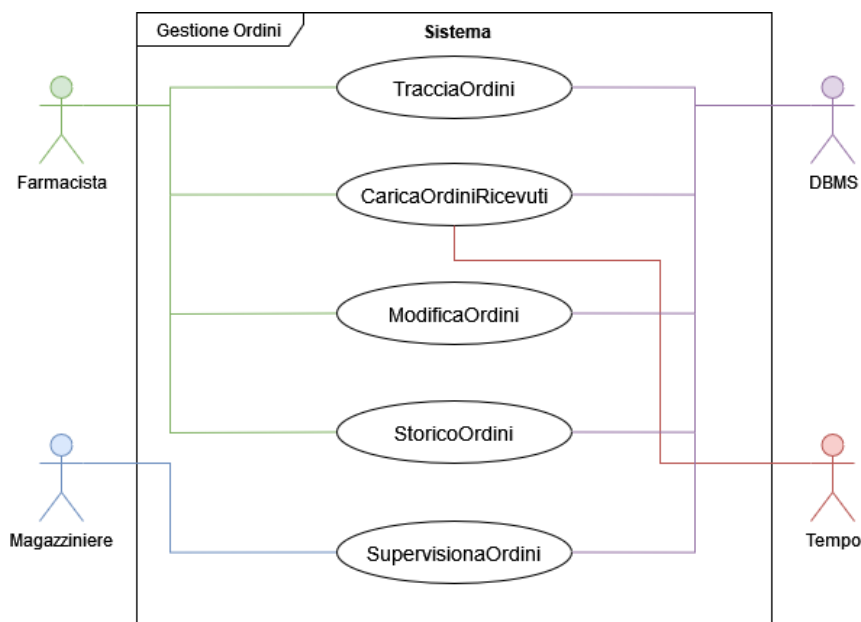 Gestione Ordini
Sistema
TracciaOrdini
Farmacista
DBMS
CaricaOrdiniRicevuti
ModificaOrdini
StoricoOrdini
Magazziniere
SupervisionaOrdini
Tempo